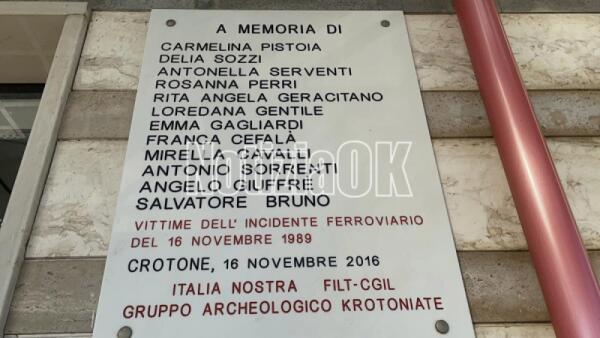 A MEMORIA DI
CARMELINA PISTOIA
DELIA SOZZI
ANTONELLA SERVENTI
ROSANNA PERRI
RITA ANGELA GERACITANO
LOREDANA GENTILE
EMMA GAGLIARDI
FRANCA CEFALÀ
MIRELLA CAVALLI
ANTONIO SORRENTI
ANGELO GIUFFRÈ
SALVATORE BRUNO
VITTIME DELL' INCIDENTE FERROVIARIO
DEL 16 NOVEMBRE 1989
CROTONE, 16 NOVEMBRE 2016
ITALIA NOSTRA FILT-CGIL
GRUPPO ARCHEOLOGICO KROTONIATE
NotiziaOK